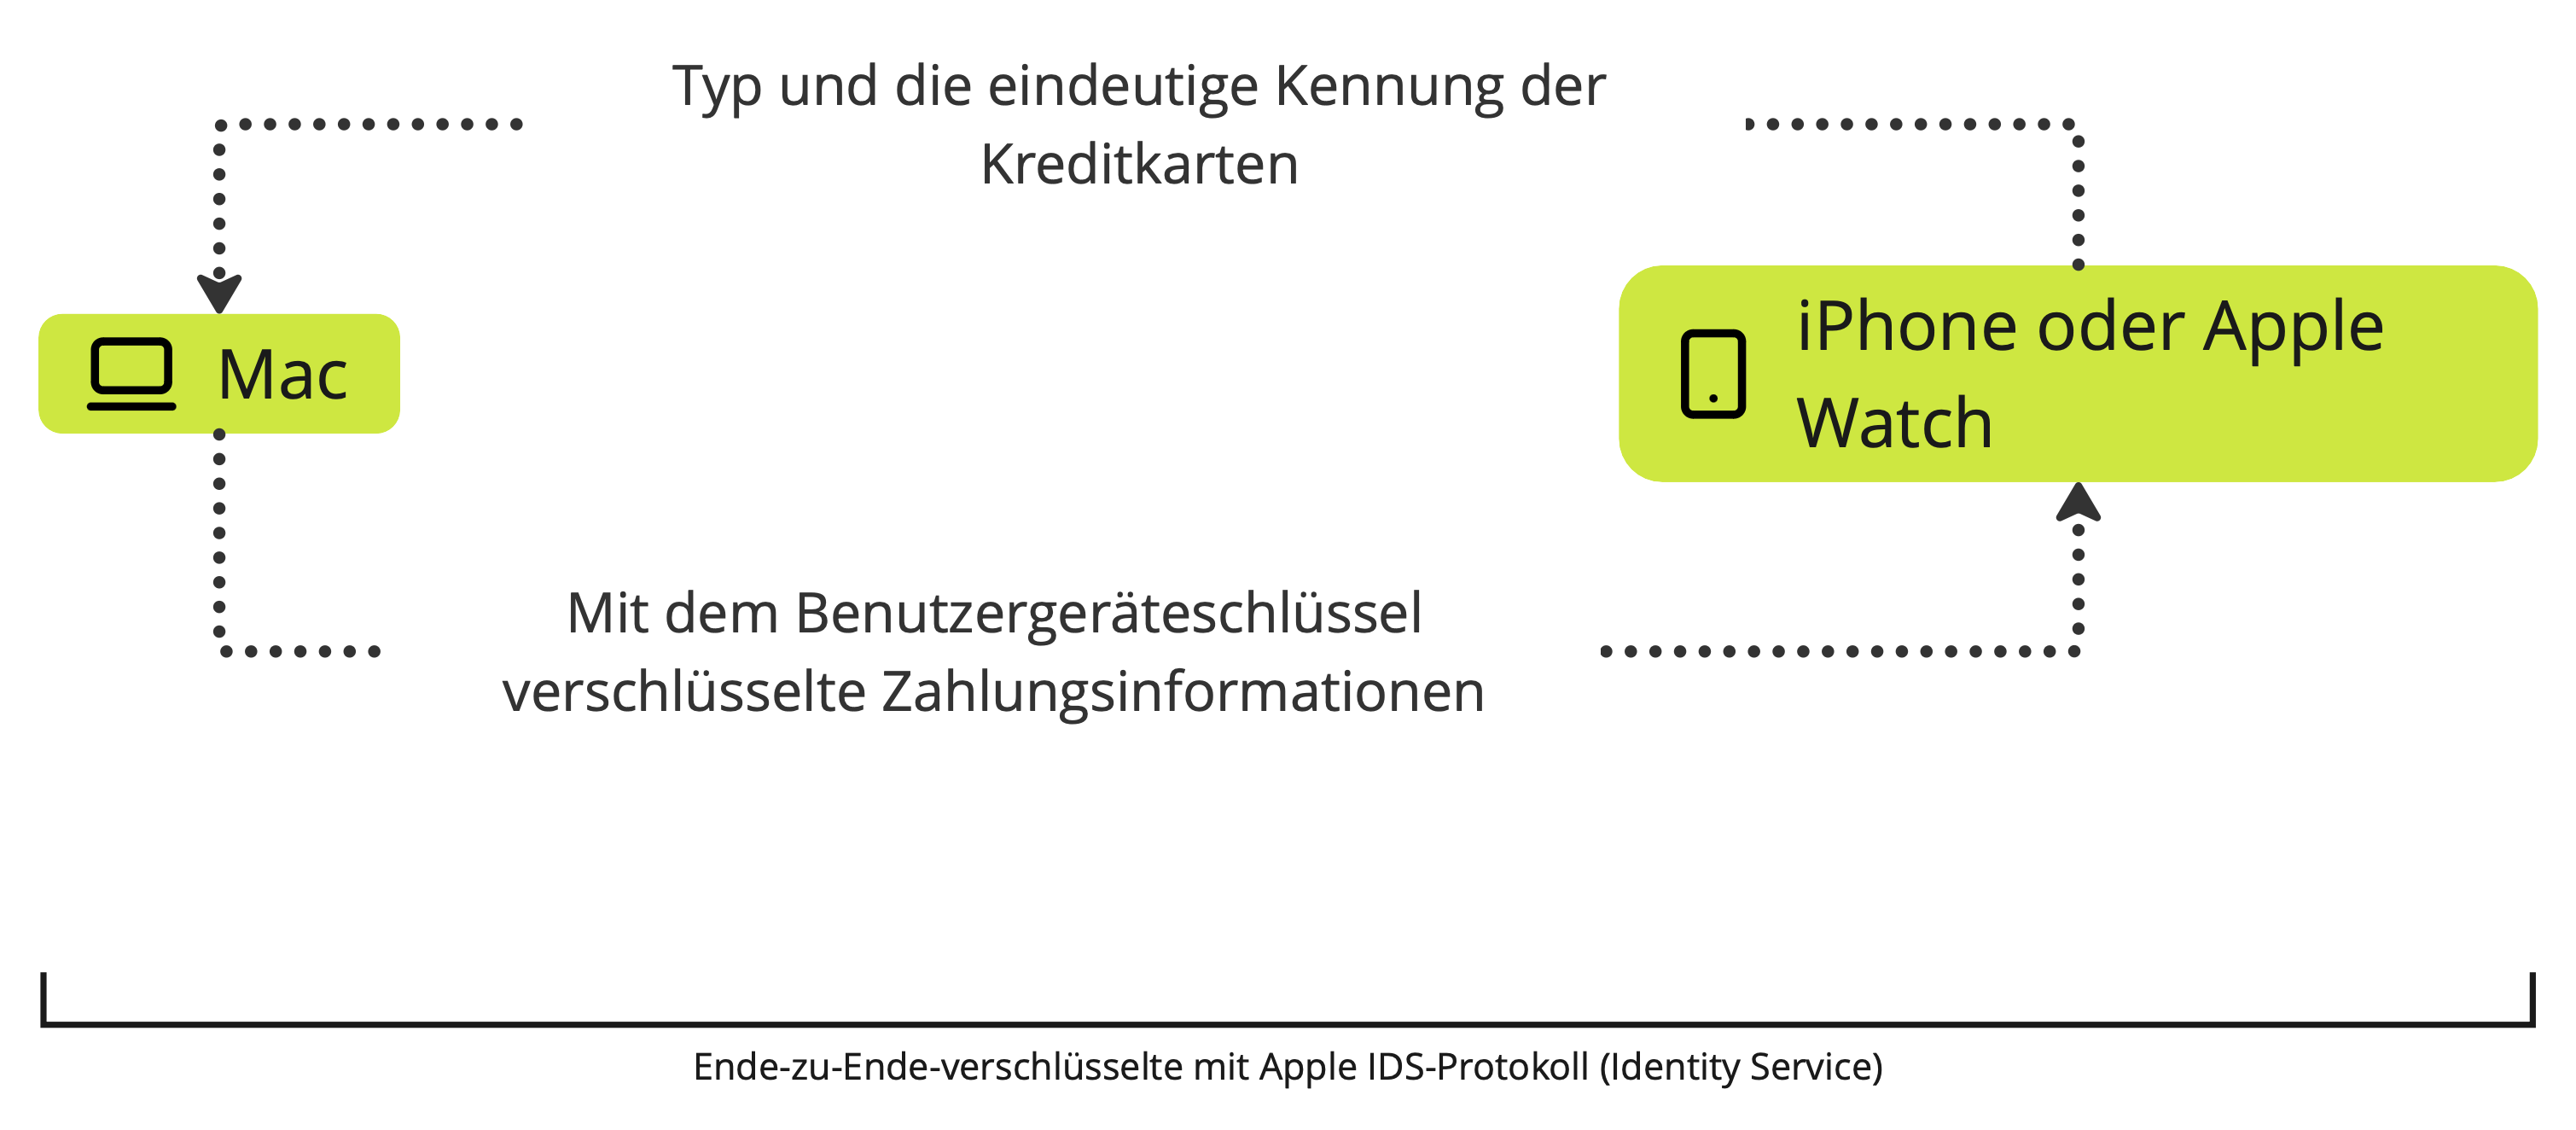 Typ und die eindeutige Kennung der
Kreditkarten
Mac
iPhone oder Apple
Watch
Mit dem Benutzergeräteschlüssel
verschlüsselte Zahlungsinformationen
Ende-zu-Ende-verschlüsselte mit Apple IDS-Protokoll (Identity Service)